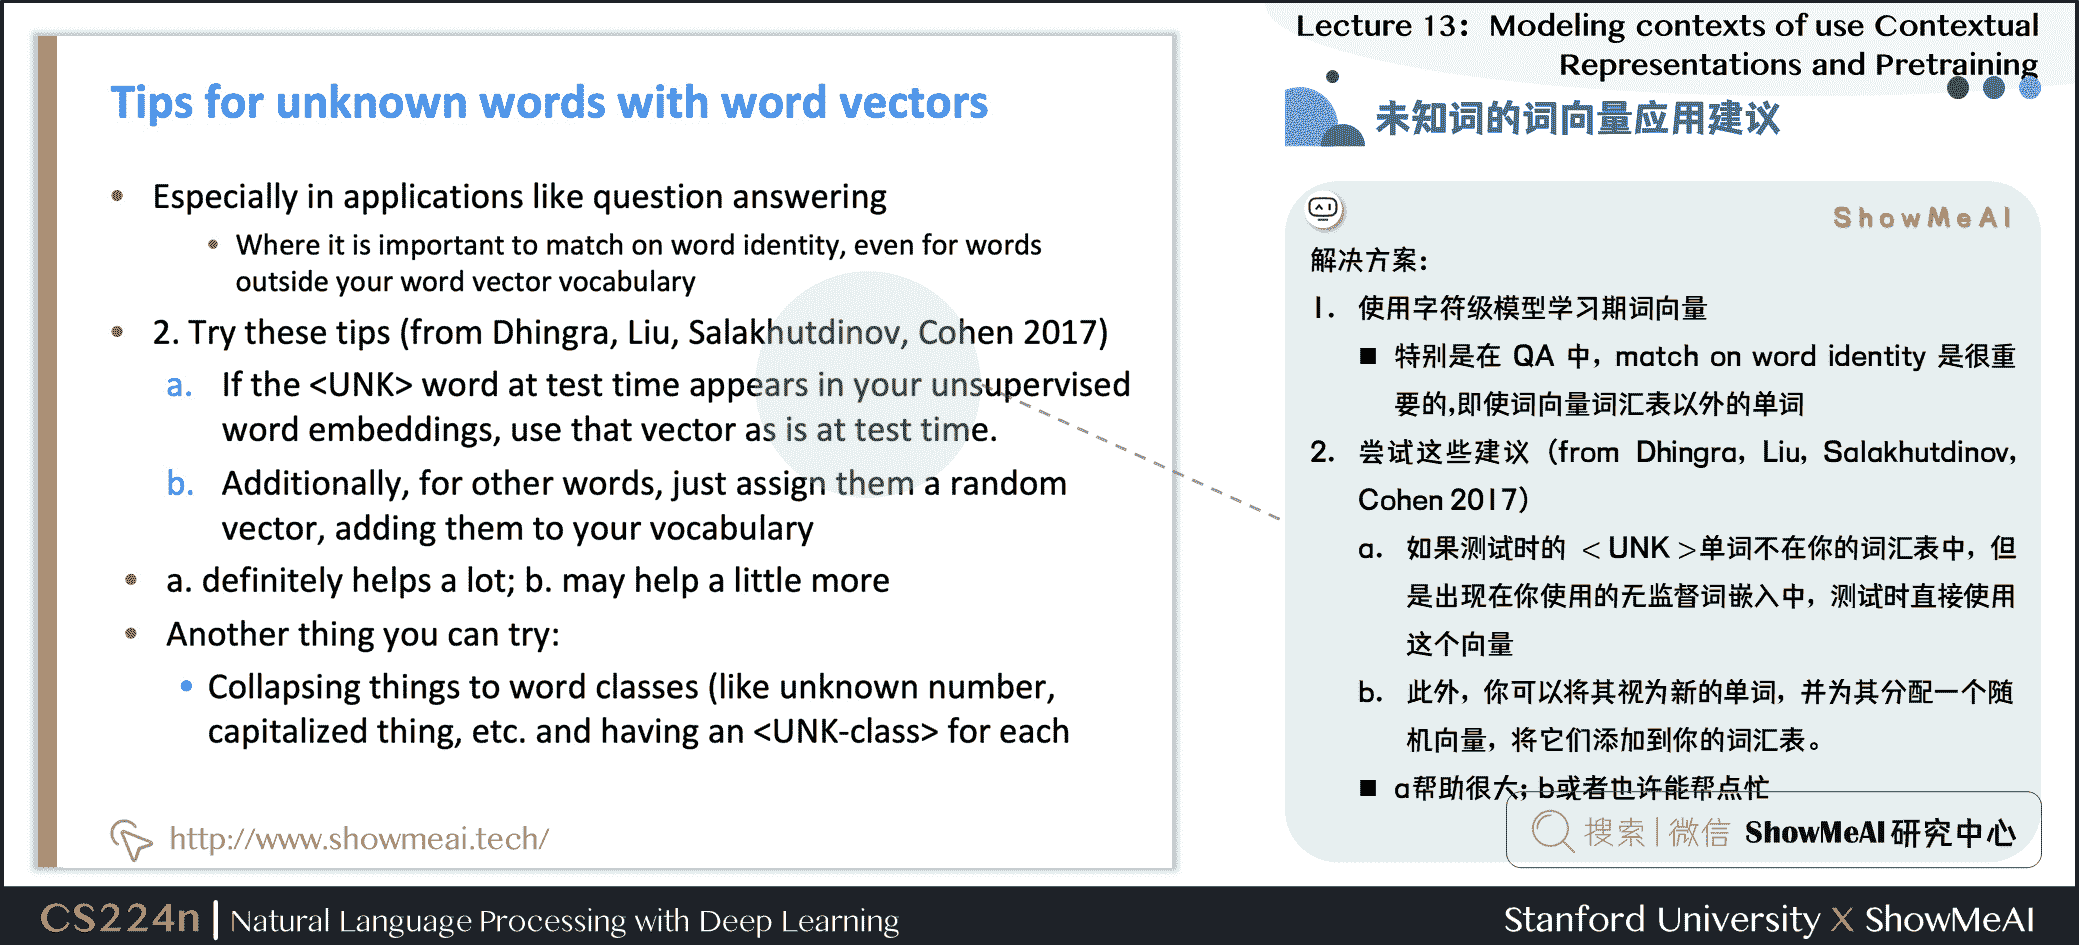 Lecture 13: Modeling contexts of use Contextual
Representations and Pretraining
未知词的词向量应用建议
Tips for unknown words with word vectors
• Especially in applications like question answering
• Where it is important to match on word identity, even for words
outside your word vector vocabulary
• 2. Try these tips (from Dhingra, Liu, Salakhutdinov, Cohen 2017)
a. If the <UNK> word at test time appears in your unsupervised
word embeddings, use that vector as is at test time.
b. Additionally, for other words, just assign them a random
vector, adding them to your vocabulary
• a. definitely helps a lot; b. may help a little more
• Another thing you can try:
• Collapsing things to word classes (like unknown number,
capitalized thing, etc. and having an <UNK-class> for each
http://www.showmeai.tech/
ShowMeAI
解决方案：
1. 使用字符级模型学习期词向量
■ 特别是在 QA 中，match on word identity 是很重
要的,即使词向量词汇表以外的单词
2. 尝试这些建议（from Dhingra，Liu，Salakhutdinov，
Cohen 2017）
a. 如果测试时的 <UNK>单词不在你的词汇表中，但
是出现在你使用的无监督词嵌入中，测试时直接使用
这个向量
b. 此外，你可以将其视为新的单词，并为其分配一个随
机向量，将它们添加到你的词汇表。
■ a帮助很大；b或者也许能帮点忙
搜索|微信 ShowMeAI研究中心
CS224n | Natural Language Processing with Deep Learning
Stanford University X ShowMeAI